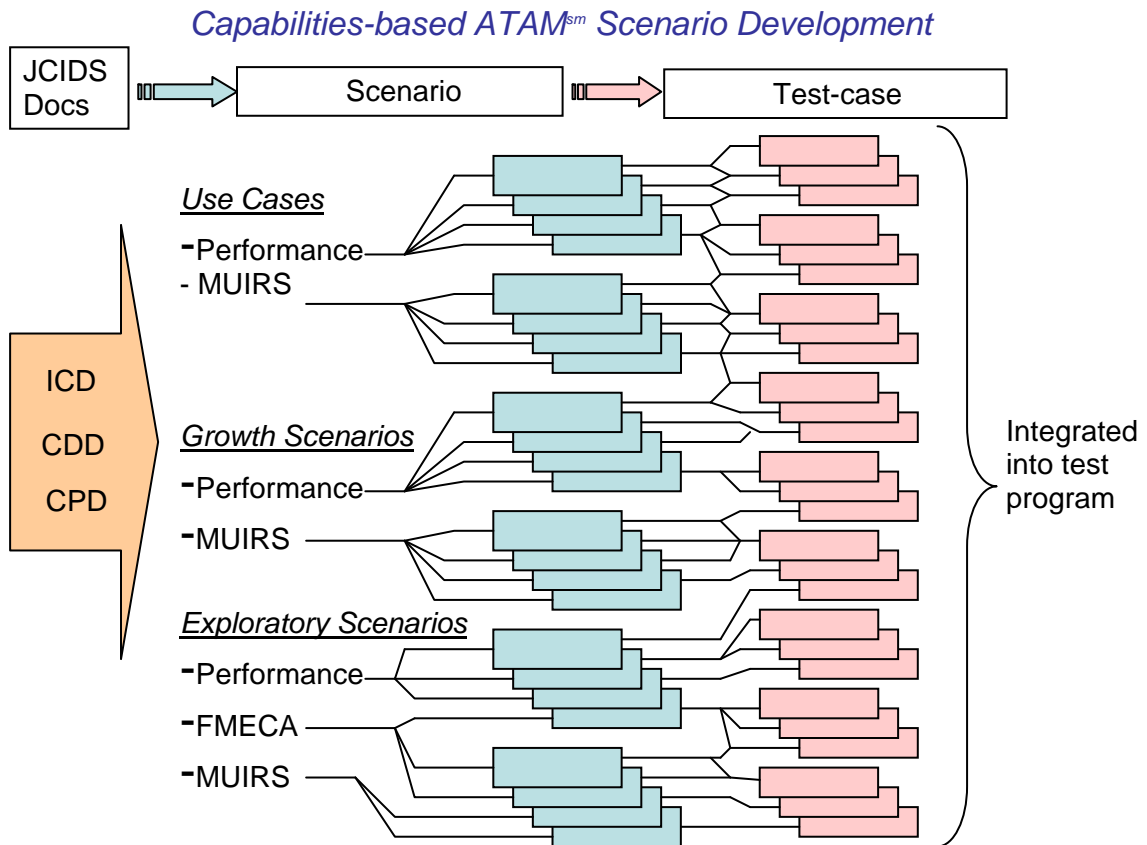 Capabilities-based ATAMsm Scenario Development
JCIDS
Docs
Scenario
Test-case
Use Cases
-Performance
- MUIRS
ICD
CDD
CPD
Growth Scenarios
-Performance
-MUIRS
Exploratory Scenarios
-Performance
-FMECA
-MUIRS
Integrated
into test
program